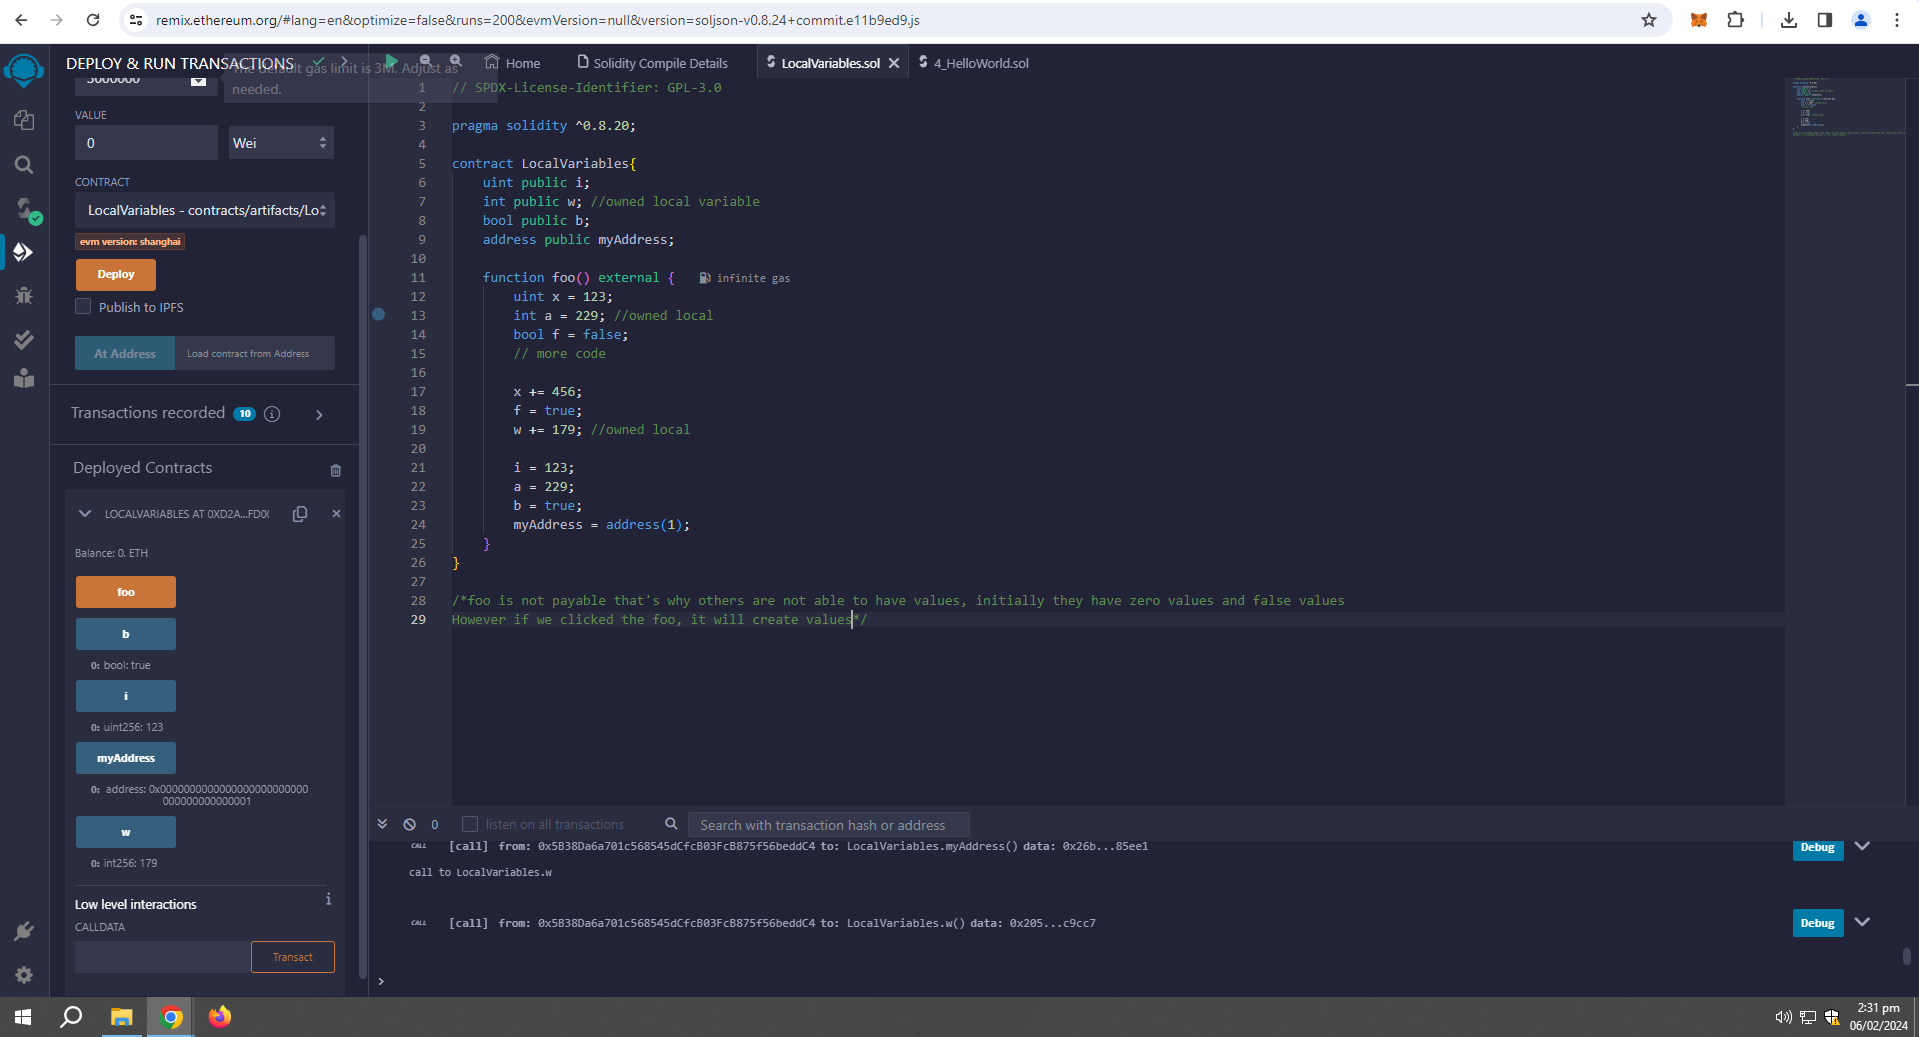 remix.ethereum.org/#lang=en&optimize=false&runs=200&evmVersion=null&version=soljson-v0.8.24+commit.e11b9ed9.js
DEPLOY & RUN TRANSACTIONS
3000000
The default gas limit is 3M. Adjust as
needed.
VALUE
0
Wei
CONTRACT
LocalVariables - contracts/artifacts/Lo
evm version: shanghai
Deploy
Publish to IPFS
At Address
Load contract from Address
Transactions recorded 10 i
Deployed Contracts
LOCALVARIABLES AT 0XD2A...FD0
Balance: 0. ETH
foo
b
0: bool: true
i
0: uint256: 123
myAddress
0: address: 0x0000000000000000000000000
000000000000001
w
0: int256: 179
Low level interactions
i
CALLDATA
Transact
Home
Solidity Compile Details
LocalVariables.sol
4_HelloWorld.sol
1 // SPDX-License-Identifier: GPL-3.0
2
3 pragma solidity ^0.8.20;
4
5 contract LocalVariables{
6 uint public i;
7 int public w; //owned local variable
8 bool public b;
9 address public myAddress;
10
11 function foo() external { infinite gas
12 uint x = 123;
13 int a = 229; //owned local
14 bool f = false;
15 // more code
16
17 x += 456;
18 f = true;
19 w += 179; //owned local
20
21 i = 123;
22 a = 229;
23 b = true;
24 myAddress = address(1);
25 }
26 }
27
28 /*foo is not payable that's why others are not able to have values, initially they have zero values and false values
29 However if we clicked the foo, it will create values*/
0
listen on all transactions
Search with transaction hash or address
CALL [call] from: 0x5B38Da6a701c568545dCfcB03FcB875f56beddC4 to: LocalVariables.myAddress() data: 0x26b...85ee1
Debug
call to LocalVariables.w
CALL [call] from: 0x5B38Da6a701c568545dCfcB03FcB875f56beddC4 to: LocalVariables.w() data: 0x205...c9cc7
Debug
>
2:31 pm
06/02/2024